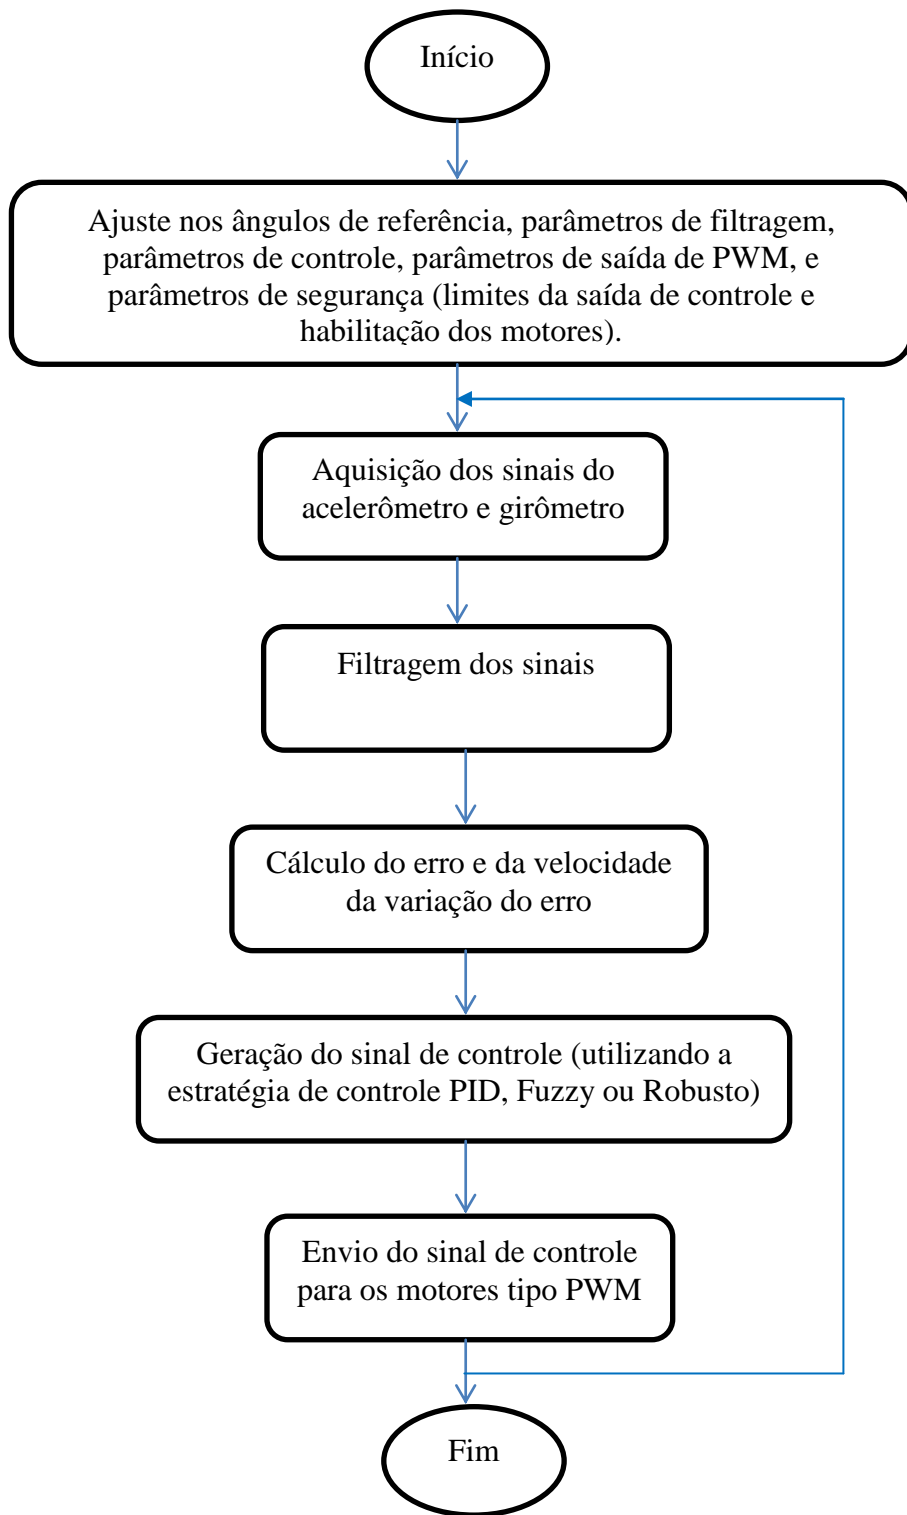 Início
Ajuste nos ângulos de referência, parâmetros de filtragem,
parâmetros de controle, parâmetros de saída de PWM, e
parâmetros de segurança (limites da saída de controle e
habilitação dos motores).
Aquisição dos sinais do
acelerômetro e girômetro
Filtragem dos sinais
Cálculo do erro e da velocidade
da variação do erro
Geração do sinal de controle (utilizando a
estratégia de controle PID, Fuzzy ou Robusto)
Envio do sinal de controle
para os motores tipo PWM
Fim